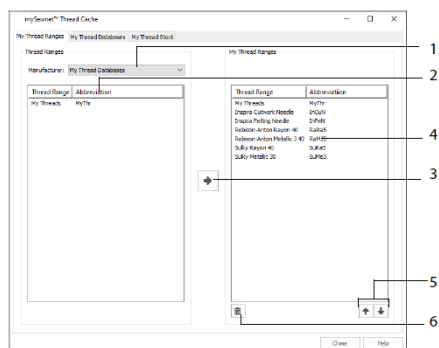 mySewnet™ Thread Cache
My Thread Ranges My Thread Databases My Thread Stock
Thread Ranges
My Thread Ranges
Manufacturer: My Thread Databases
Thread Range Abbreviation
My Threads MyThr
Thread Range Abbreviation
My Threads MyThr
Inspira Cutwork Needle InCuN
Inspira Felting Needle InFeN
Robison-Anton Rayon 40 RaRa5
Robison-Anton Metallic J 40 RaM35
Sulky Rayon 40 SuRa5
Sulky Metallic 30 SuMe3
Close Help
1
2
4
3
5
6